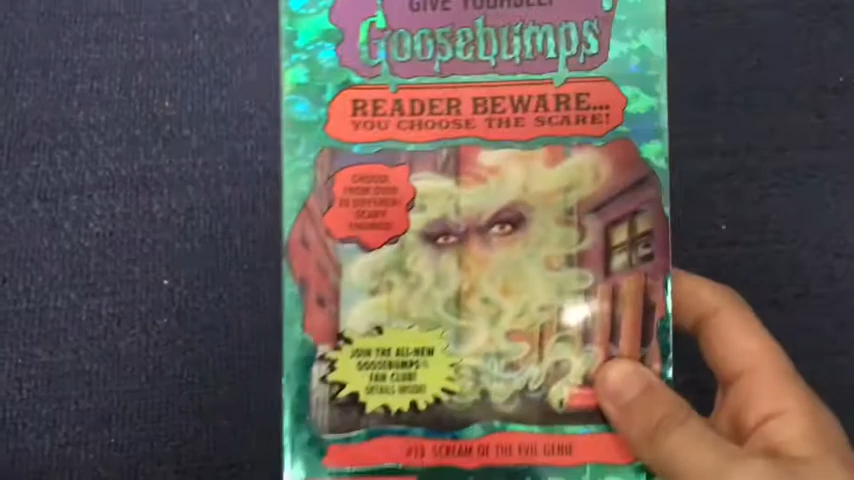 GIVE YOURSELF
Goosebumps
READER BEWARE...
YOU CHOOSE THE SCARE!
CHOOSE
FROM OVER
20 DIFFERENT
SCARY
ENDINGS!
JOIN THE ALL-NEW
GOOSEBUMPS®
FAN CLUB!
DETAILS INSIDE!
#13 SCREAM OF THE EVIL GENIE